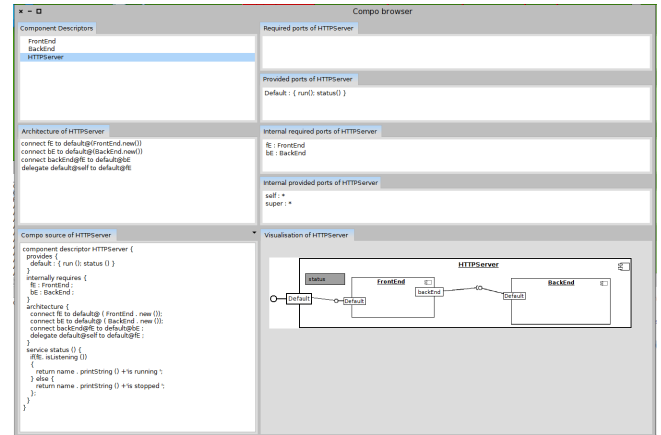 Compo browser
Component Descriptors
FrontEnd
BackEnd
HTTPServer
Required ports of HTTPServer
Provided ports of HTTPServer
Default : { run(); status() }
Architecture of HTTPServer
connect fE to default@(FrontEnd.new())
connect bE to default@(BackEnd.new())
connect backEnd@fE to default@bE
delegate default@self to default@fE
Internal required ports of HTTPServer
fE : FrontEnd
bE : BackEnd
Internal provided ports of HTTPServer
self : *
super : *
Compo source of HTTPServer
component descriptor HTTPServer {
provides {
default : { run (); status () }
}
internally requires {
fE : FrontEnd ;
bE : BackEnd ;
}
architecture {
connect fE to default@ ( FrontEnd . new ());
connect bE to default@ ( BackEnd . new ());
connect backEnd@fE to default@bE ;
delegate default@self to default@fE ;
}
service status () {
if(fE. isListening ())
{
return name . printString () +'is running ';
} else {
return name . printString () +'is stopped ';
};
}
}
Visualisation of HTTPServer
HTTPServer
status
FrontEnd
BackEnd
backEnd
Default
Default
Default